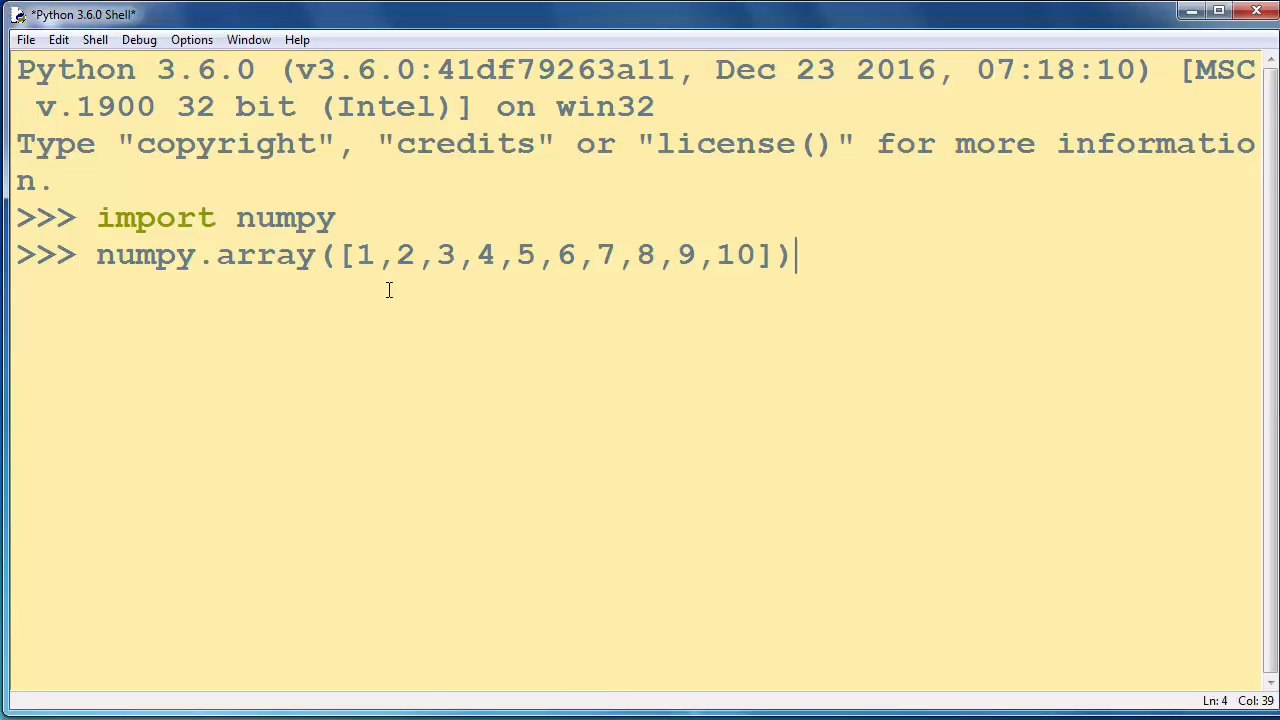 *Python 3.6.0 Shell*
File Edit Shell Debug Options Window Help
Python 3.6.0 (v3.6.0:41df79263a11, Dec 23 2016, 07:18:10) [MSC
 v.1900 32 bit (Intel)] on win32
Type "copyright", "credits" or "license()" for more informatio
n.
>>> import numpy
>>> numpy.array([1,2,3,4,5,6,7,8,9,10])
Ln: 4 Col: 39